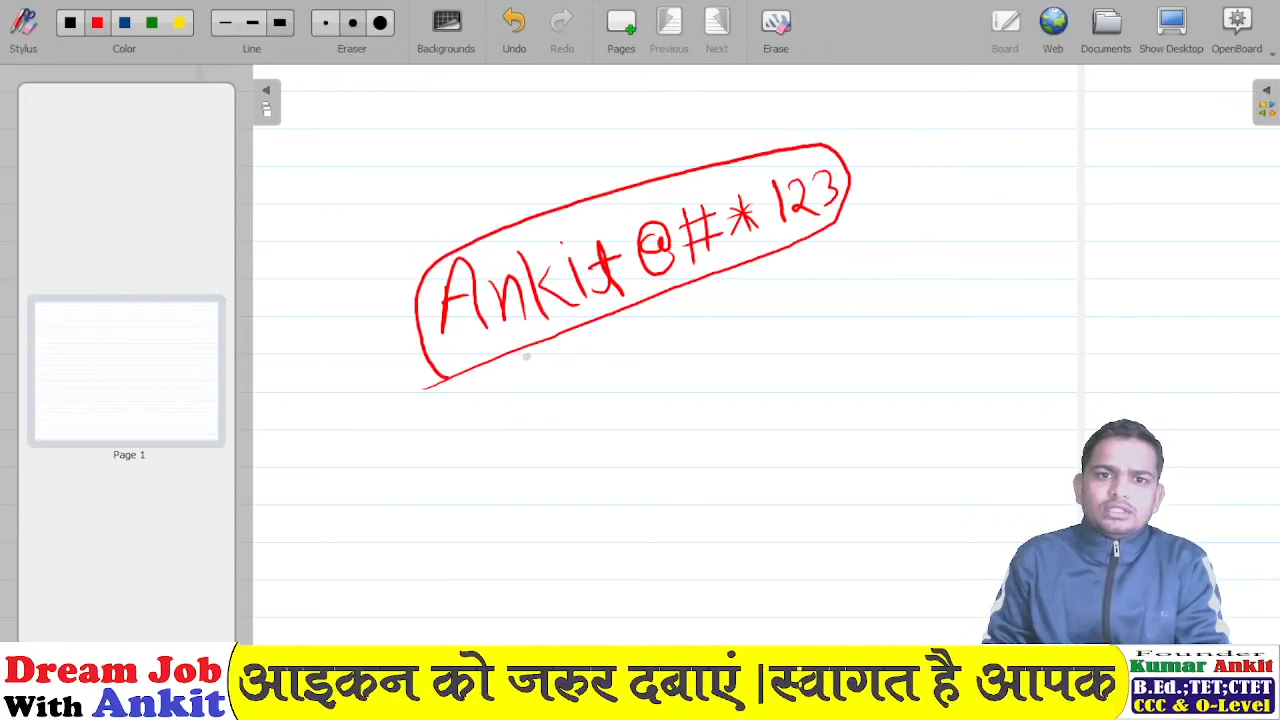 Stylus
Color
Line
Eraser
Backgrounds
Undo
Redo
Pages
Previous
Next
Erase
Board
Web
Documents
Show Desktop
OpenBoard
Ankit@#*123
Page 1
Dream Job
With Ankit
आइकन को जरुर दबाएं |स्वागत है आपक
Founder
Kumar Ankit
B.Ed.;TET;CTET
CCC & O-Level